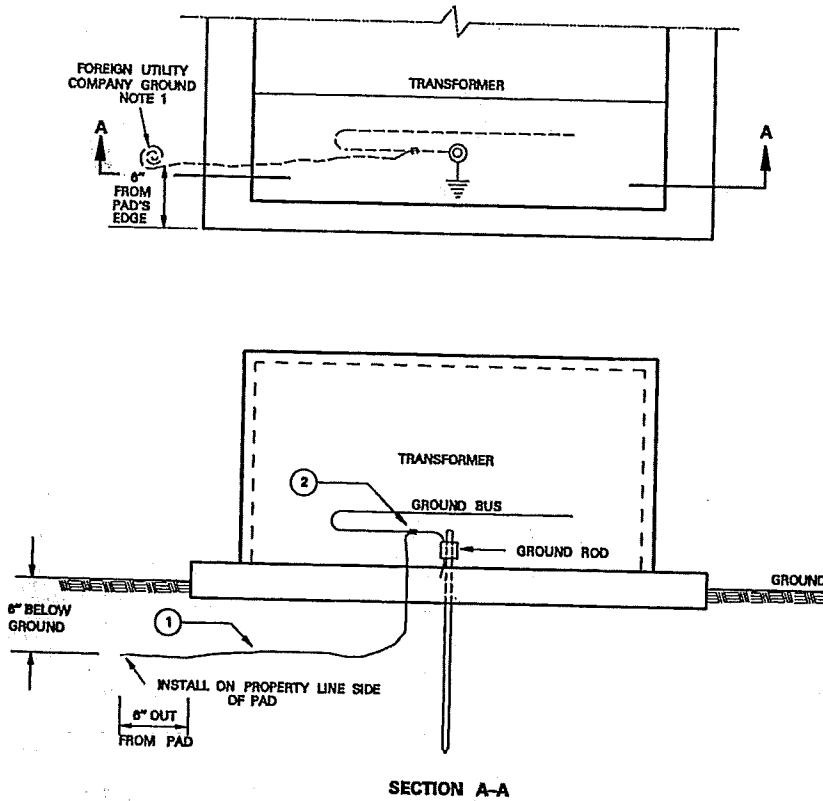 FOREIGN UTILITY
COMPANY GROUND
NOTE 1
TRANSFORMER
A
A
6"
FROM
PAD'S
EDGE
TRANSFORMER
2
GROUND BUS
GROUND ROD
GROUND
6" BELOW
GROUND
1
INSTALL ON PROPERTY LINE SIDE
OF PAD
6" OUT
FROM PAD
SECTION A-A